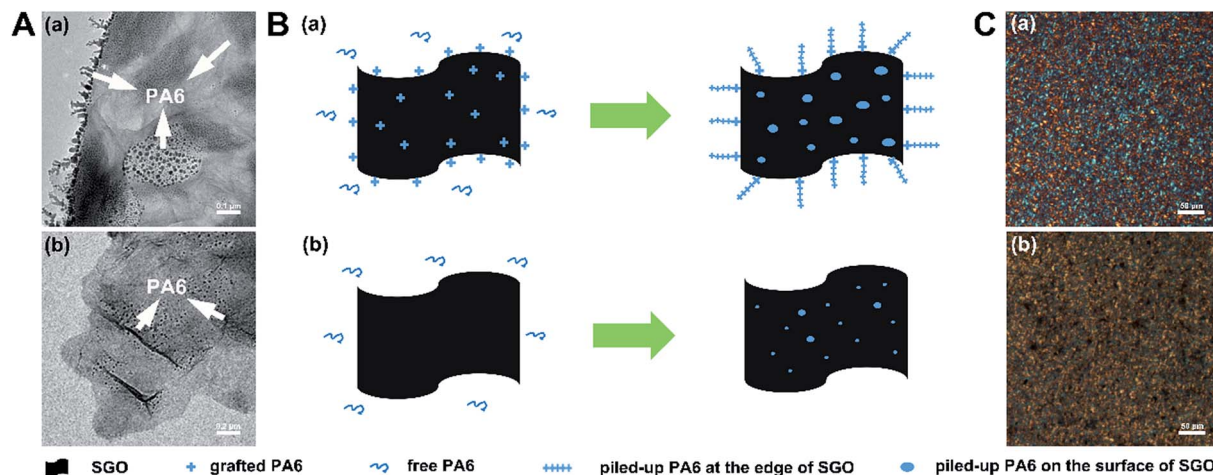 A
(a)
PA6
0.1 μm
(b)
PA6
0.2 μm
B
(a)
(b)
C
(a)
50 μm
(b)
50 μm
SGO
grafted PA6
free PA6
piled-up PA6 at the edge of SGO
piled-up PA6 on the surface of SGO